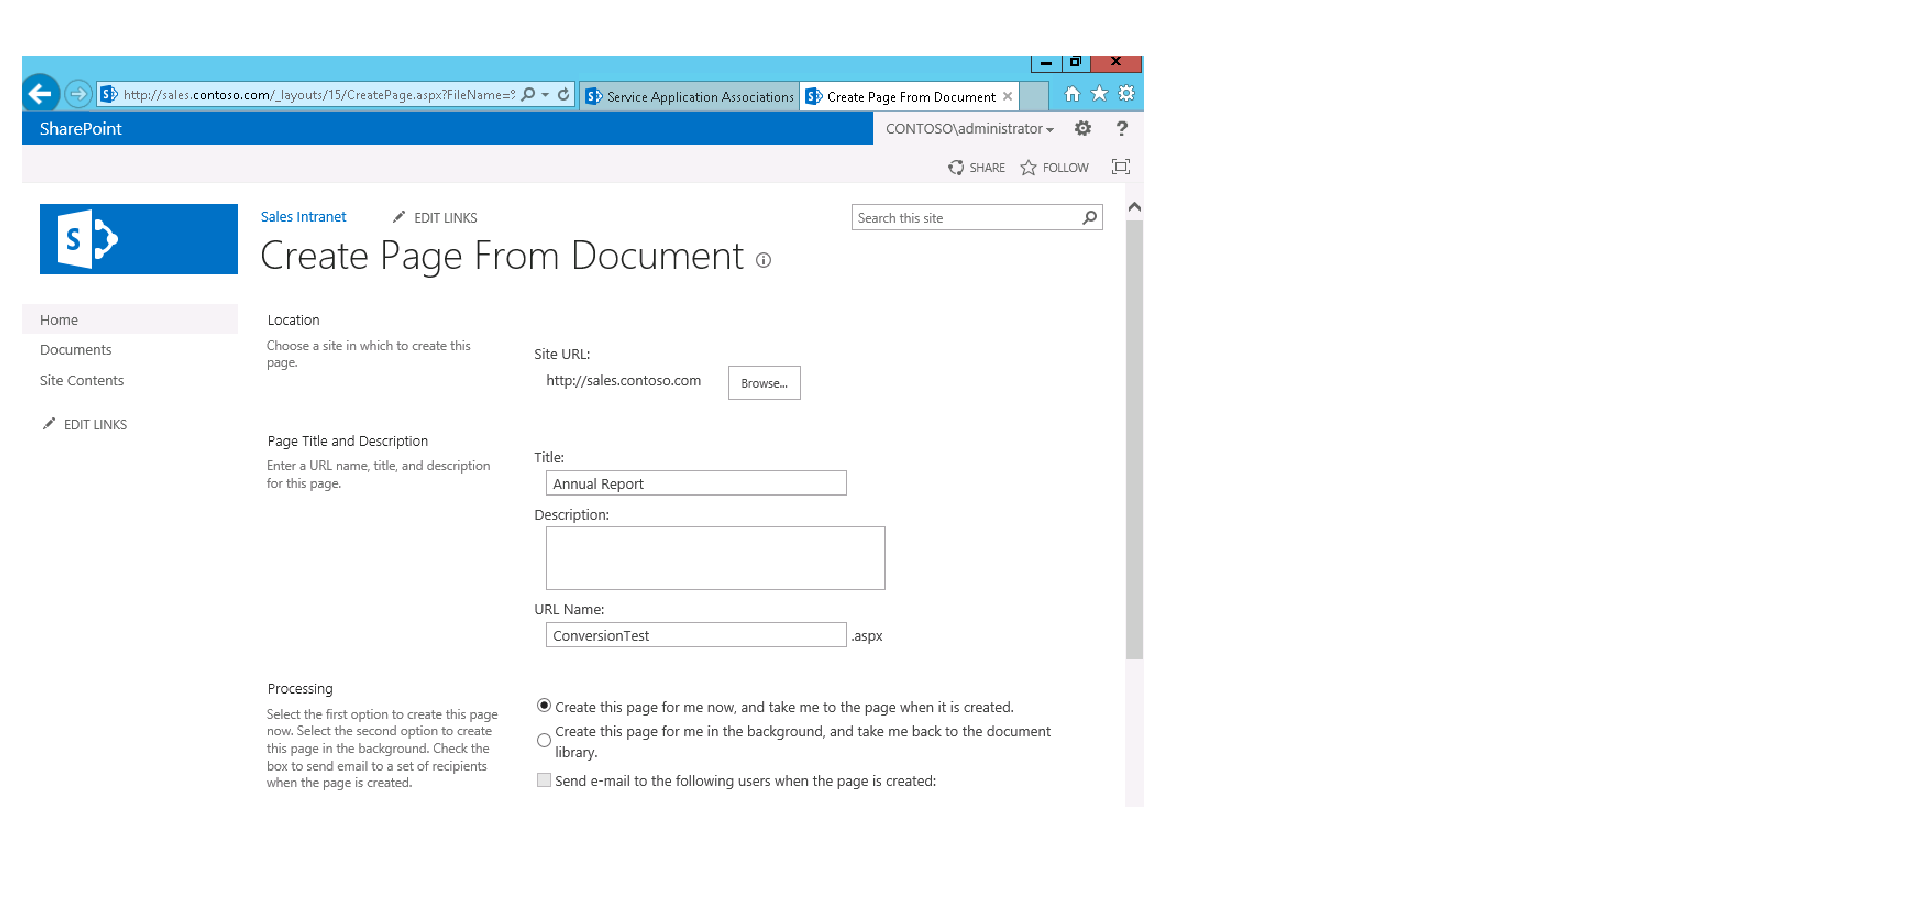 http://sales.contoso.com/_layouts/15/CreatePage.aspx?FileName=%
Service Application Associations
Create Page From Document
SharePoint
CONTOSO\administrator
?
SHARE
FOLLOW
S
Sales Intranet
EDIT LINKS
Search this site
Create Page From Document
Home
Documents
Site Contents
EDIT LINKS
Location
Choose a site in which to create this
page.
Site URL:
http://sales.contoso.com
Browse...
Page Title and Description
Enter a URL name, title, and description
for this page.
Title:
Annual Report
Description:
URL Name:
ConversionTest
.aspx
Processing
Select the first option to create this page
now. Select the second option to create
this page in the background. Check the
box to send email to a set of recipients
when the page is created.
Create this page for me now, and take me to the page when it is created.
Create this page for me in the background, and take me back to the document
library.
Send e-mail to the following users when the page is created: